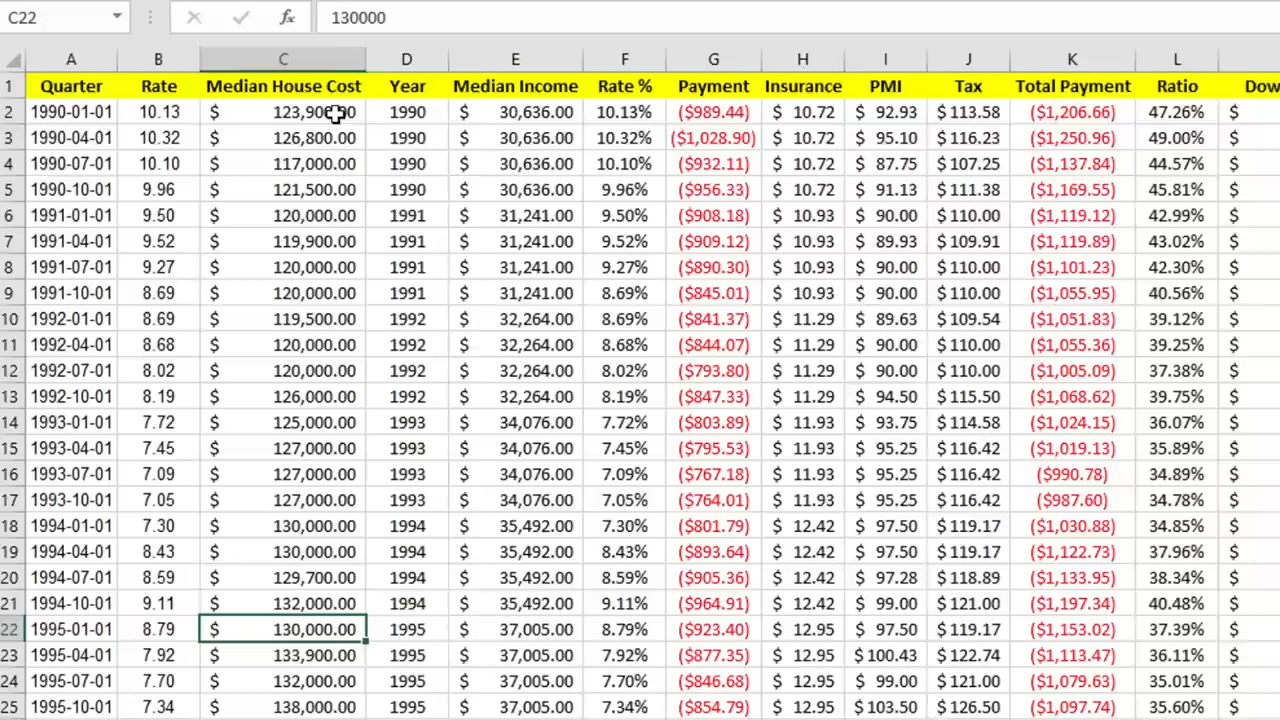 C22 fx 130000
A B C D E F G H I J K L
1 Quarter Rate Median House Cost Year Median Income Rate % Payment Insurance PMI Tax Total Payment Ratio Dow
2 1990-01-01 10.13 $ 123,900.00 1990 $ 30,636.00 10.13% ($989.44) $ 10.72 $ 92.93 $ 113.58 ($1,206.66) 47.26% $
3 1990-04-01 10.32 $ 126,800.00 1990 $ 30,636.00 10.32% ($1,028.90) $ 10.72 $ 95.10 $ 116.23 ($1,250.96) 49.00% $
4 1990-07-01 10.10 $ 117,000.00 1990 $ 30,636.00 10.10% ($932.11) $ 10.72 $ 87.75 $ 107.25 ($1,137.84) 44.57% $
5 1990-10-01 9.96 $ 121,500.00 1990 $ 30,636.00 9.96% ($956.33) $ 10.72 $ 91.13 $ 111.38 ($1,169.55) 45.81% $
6 1991-01-01 9.50 $ 120,000.00 1991 $ 31,241.00 9.50% ($908.18) $ 10.93 $ 90.00 $ 110.00 ($1,119.12) 42.99% $
7 1991-04-01 9.52 $ 119,900.00 1991 $ 31,241.00 9.52% ($909.12) $ 10.93 $ 89.93 $ 109.91 ($1,119.89) 43.02% $
8 1991-07-01 9.27 $ 120,000.00 1991 $ 31,241.00 9.27% ($890.30) $ 10.93 $ 90.00 $ 110.00 ($1,101.23) 42.30% $
9 1991-10-01 8.69 $ 120,000.00 1991 $ 31,241.00 8.69% ($845.01) $ 10.93 $ 90.00 $ 110.00 ($1,055.95) 40.56% $
10 1992-01-01 8.69 $ 119,500.00 1992 $ 32,264.00 8.69% ($841.37) $ 11.29 $ 89.63 $ 109.54 ($1,051.83) 39.12% $
11 1992-04-01 8.68 $ 120,000.00 1992 $ 32,264.00 8.68% ($844.07) $ 11.29 $ 90.00 $ 110.00 ($1,055.36) 39.25% $
12 1992-07-01 8.02 $ 120,000.00 1992 $ 32,264.00 8.02% ($793.80) $ 11.29 $ 90.00 $ 110.00 ($1,005.09) 37.38% $
13 1992-10-01 8.19 $ 126,000.00 1992 $ 32,264.00 8.19% ($847.33) $ 11.29 $ 94.50 $ 115.50 ($1,068.62) 39.75% $
14 1993-01-01 7.72 $ 125,000.00 1993 $ 34,076.00 7.72% ($803.89) $ 11.93 $ 93.75 $ 114.58 ($1,024.15) 36.07% $
15 1993-04-01 7.45 $ 127,000.00 1993 $ 34,076.00 7.45% ($795.53) $ 11.93 $ 95.25 $ 116.42 ($1,019.13) 35.89% $
16 1993-07-01 7.09 $ 127,000.00 1993 $ 34,076.00 7.09% ($767.18) $ 11.93 $ 95.25 $ 116.42 ($990.78) 34.89% $
17 1993-10-01 7.05 $ 127,000.00 1993 $ 34,076.00 7.05% ($764.01) $ 11.93 $ 95.25 $ 116.42 ($987.60) 34.78% $
18 1994-01-01 7.30 $ 130,000.00 1994 $ 35,492.00 7.30% ($801.79) $ 12.42 $ 97.50 $ 119.17 ($1,030.88) 34.85% $
19 1994-04-01 8.43 $ 130,000.00 1994 $ 35,492.00 8.43% ($893.64) $ 12.42 $ 97.50 $ 119.17 ($1,122.73) 37.96% $
20 1994-07-01 8.59 $ 129,700.00 1994 $ 35,492.00 8.59% ($905.36) $ 12.42 $ 97.28 $ 118.89 ($1,133.95) 38.34% $
21 1994-10-01 9.11 $ 132,000.00 1994 $ 35,492.00 9.11% ($964.91) $ 12.42 $ 99.00 $ 121.00 ($1,197.34) 40.48% $
22 1995-01-01 8.79 $ 130,000.00 1995 $ 37,005.00 8.79% ($923.40) $ 12.95 $ 97.50 $ 119.17 ($1,153.02) 37.39% $
23 1995-04-01 7.92 $ 133,900.00 1995 $ 37,005.00 7.92% ($877.35) $ 12.95 $ 100.43 $ 122.74 ($1,113.47) 36.11% $
24 1995-07-01 7.70 $ 132,000.00 1995 $ 37,005.00 7.70% ($846.68) $ 12.95 $ 99.00 $ 121.00 ($1,079.63) 35.01% $
25 1995-10-01 7.34 $ 138,000.00 1995 $ 37,005.00 7.34% ($854.79) $ 12.95 $ 103.50 $ 126.50 ($1,097.74) 35.60% $